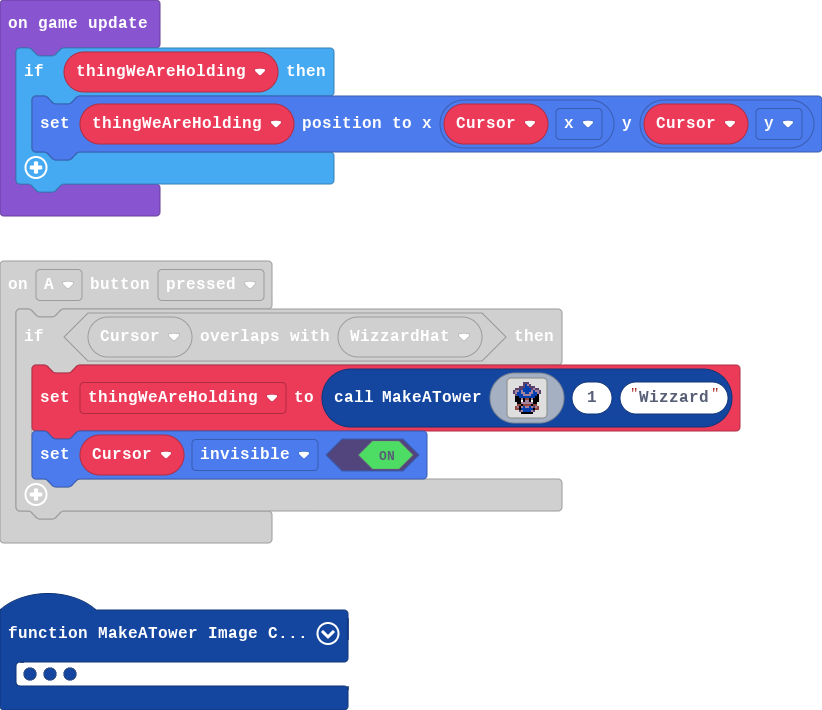 on game update
if thingWeAreHolding then
set thingWeAreHolding position to x Cursor x y Cursor y
on A button pressed
if Cursor overlaps with WizzardHat then
set thingWeAreHolding to call MakeATower 1 "Wizzard"
set Cursor invisible ON
function MakeATower Image C...